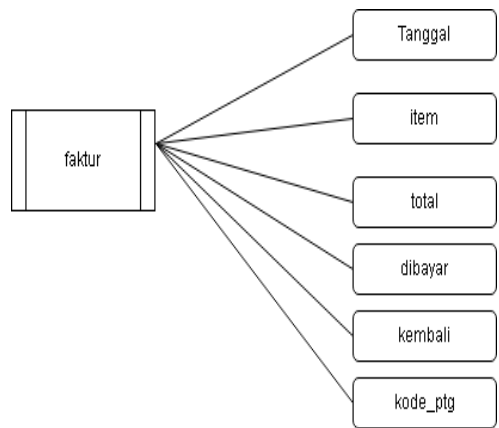 Tanggal
item
faktur
total
dibayar
kembali
kode_ptg